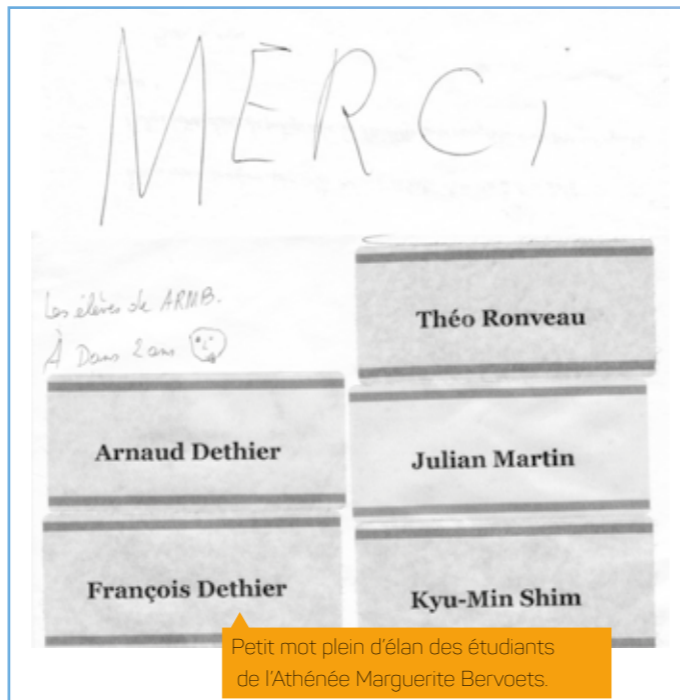 MERCi
Les élèves de ARMB.
À Dans 2 ans
Théo Ronveau
Arnaud Dethier
Julian Martin
François Dethier
Kyu-Min Shim
Petit mot plein d'élan des étudiants
de l'Athénée Marguerite Bervoets.